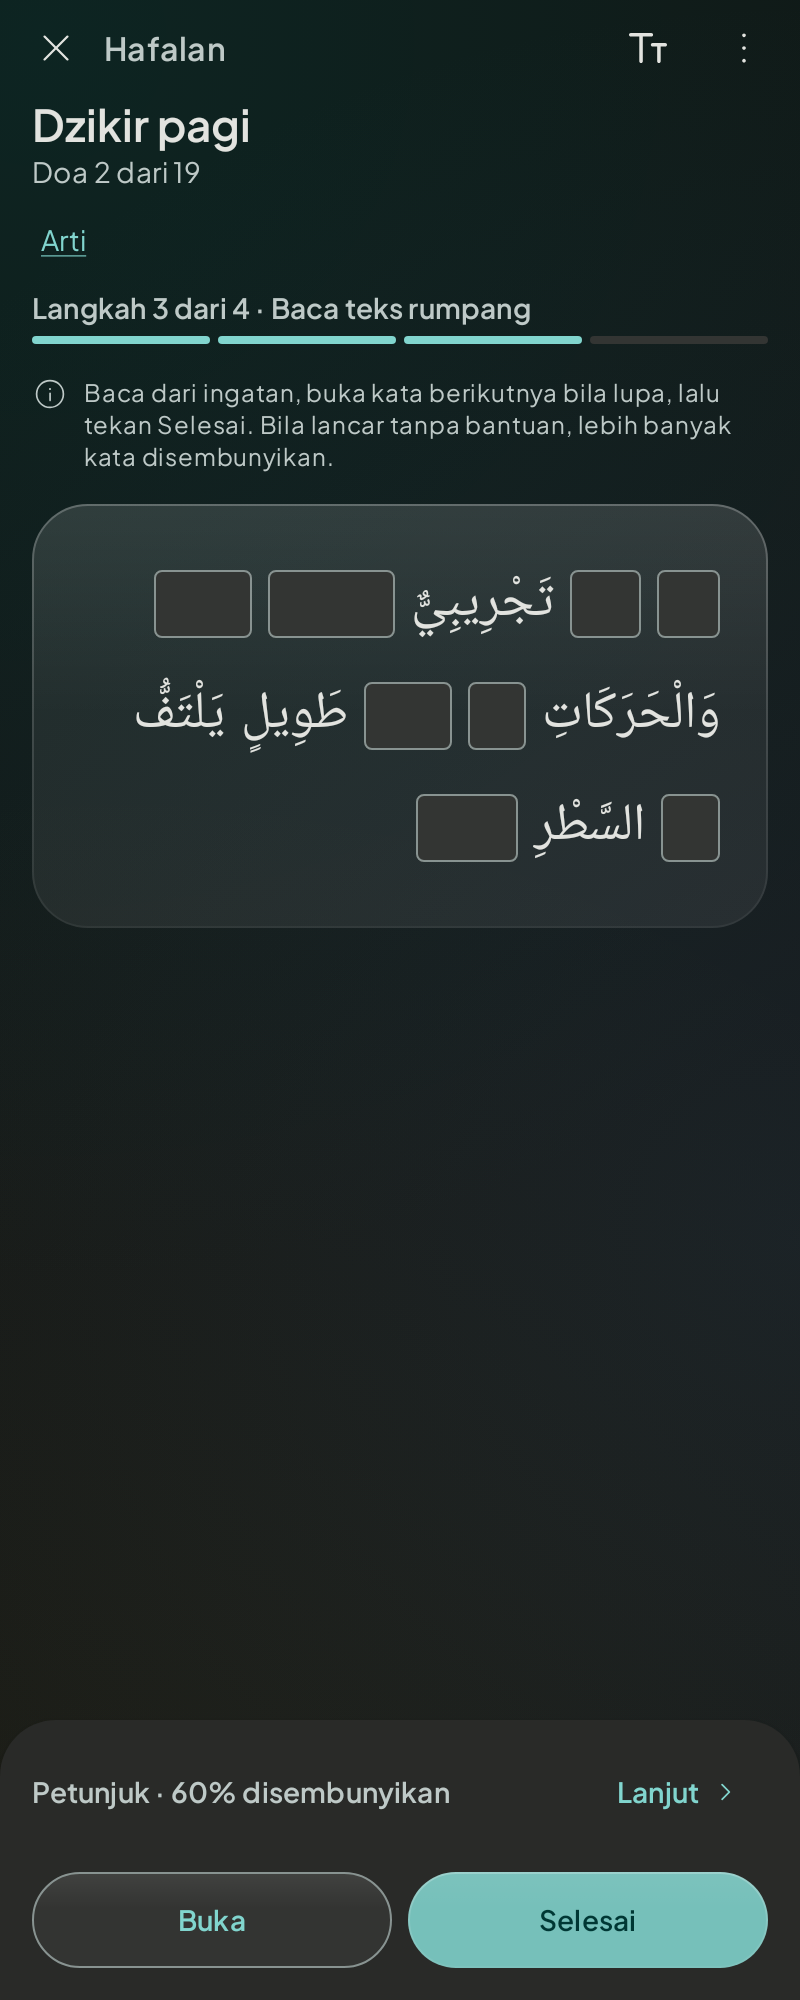 Hafalan
Dzikir pagi
Doa 2 dari 19
Arti
Langkah 3 dari 4 · Baca teks rumpang
Baca dari ingatan, buka kata berikutnya bila lupa, lalu
tekan Selesai. Bila lancar tanpa bantuan, lebih banyak
kata disembunyikan.
تَجْرِيبِيٌّ
وَالْحَرَكَاتِ طَوِيلٍ يَلْتَفُّ
السَّطْرِ
Petunjuk · 60% disembunyikan
Lanjut
Buka
Selesai